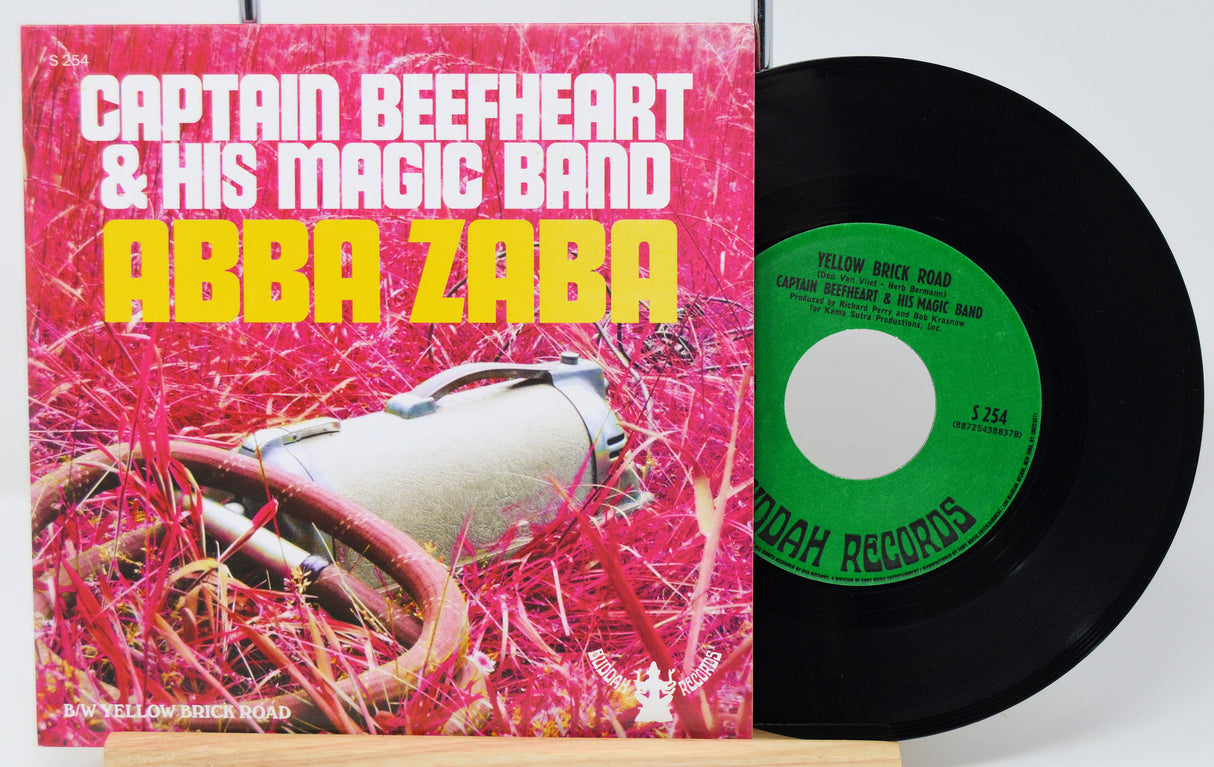 S 254
CAPTAIN BEEFHEART
& HIS MAGIC BAND
ABBA ZABA
BUDDAH RECORDS
B/W YELLOW BRICK ROAD
YELLOW BRICK ROAD
(Don Van Vliet - Herb Bermann)
CAPTAIN BEEFHEART & HIS MAGIC BAND
Produced by Richard Perry and Bob Krasnow
for Kama Sutra Productions, Inc.
S 254
(88725438837B)
UDDAH RECORDS